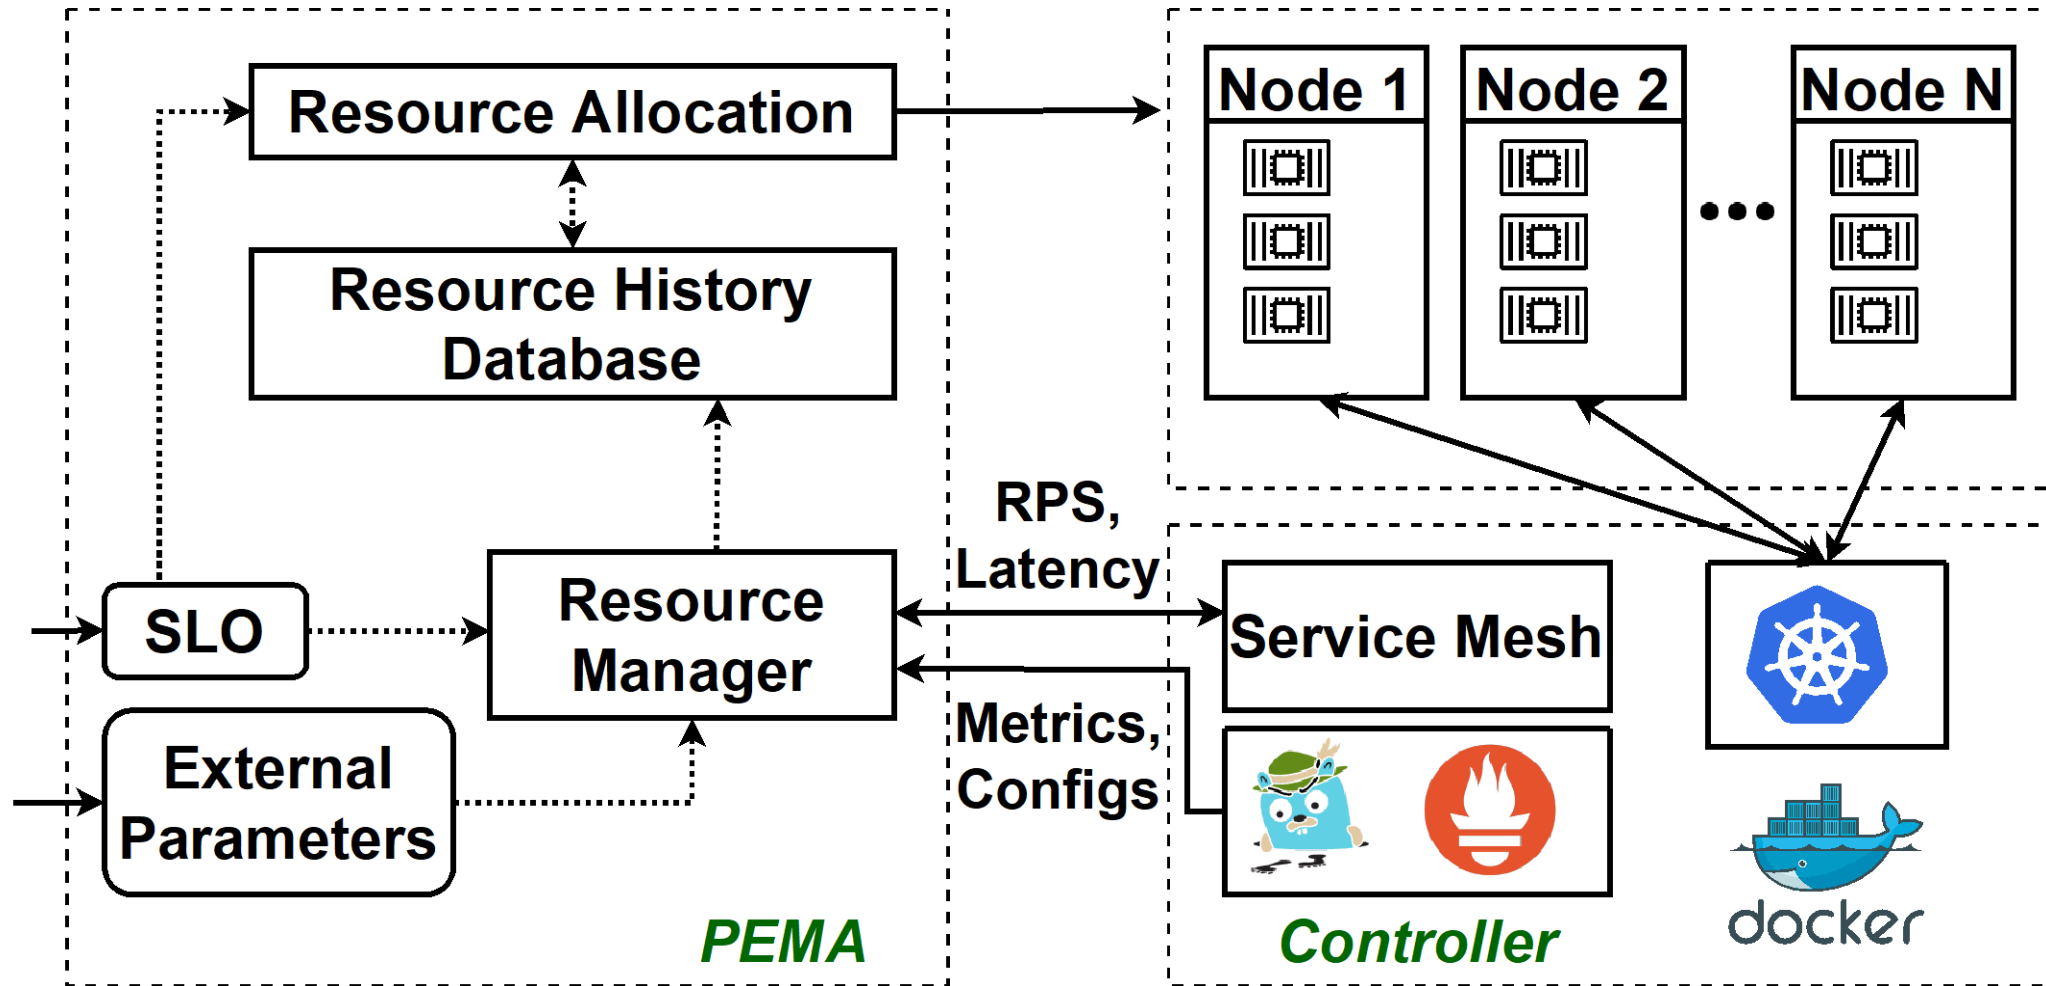 Resource Allocation
Resource History
Database
SLO
Resource
Manager
External
Parameters
PEMA
RPS,
Latency
Metrics,
Configs
Node 1
Node 2
Node N
Service Mesh
Controller
docker